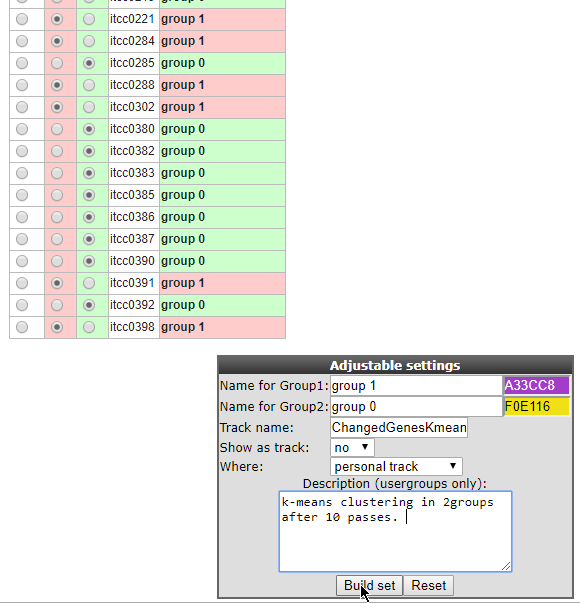 itcc0221 group 1
itcc0284 group 1
itcc0285 group 0
itcc0288 group 1
itcc0302 group 1
itcc0380 group 0
itcc0382 group 0
itcc0383 group 0
itcc0385 group 0
itcc0386 group 0
itcc0387 group 0
itcc0390 group 0
itcc0391 group 1
itcc0392 group 0
itcc0398 group 1
Adjustable settings
Name for Group1: group 1 A33CC8
Name for Group2: group 0 F0E116
Track name: ChangedGenesKmean
Show as track: no
Where: personal track
Description (usergroups only):
k-means clustering in 2groups
after 10 passes.
Build set Reset